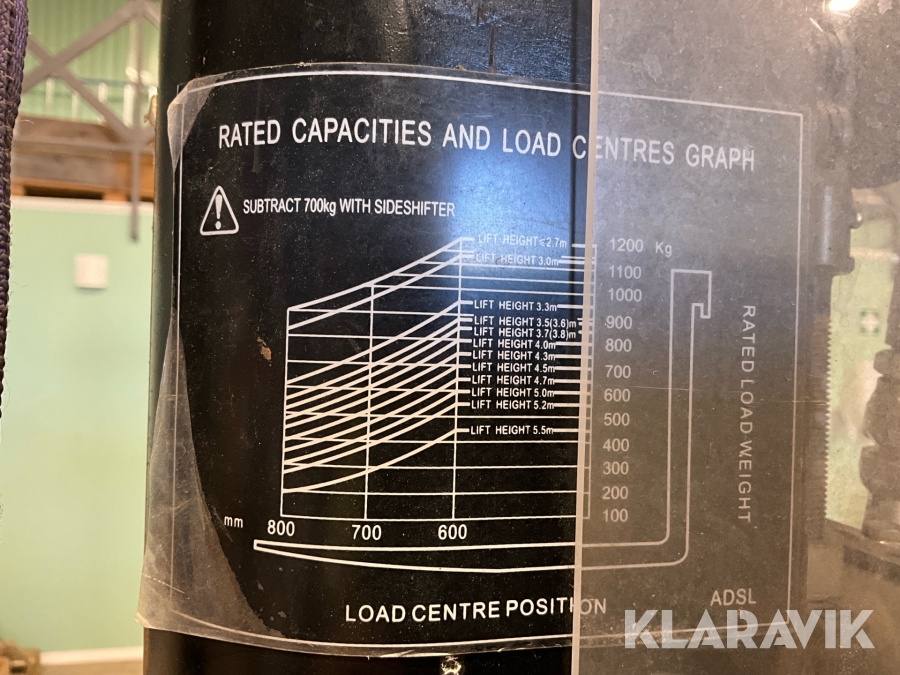 RATED CAPACITIES AND LOAD CENTRES GRAPH
SUBTRACT 700kg WITH SIDESHIFTER
LIFT HEIGHT≤2.7m
1200 Kg
LIFT HEIGHT 3.0m
1100
1000
LIFT HEIGHT 3.3m
LIFT HEIGHT 3.5(3.6)m
900
LIFT HEIGHT 3.7(3.8)m
LIFT HEIGHT 4.0m
800
LIFT HEIGHT 4.3m
LIFT HEIGHT 4.5m
700
LIFT HEIGHT 4.7m
LIFT HEIGHT 5.0m
600
LIFT HEIGHT 5.2m
500
LIFT HEIGHT 5.5m
400
300
200
100
RATED LOAD WEIGHT
mm 800 700 600
LOAD CENTRE POSITION
ADSL
KLARAVIK